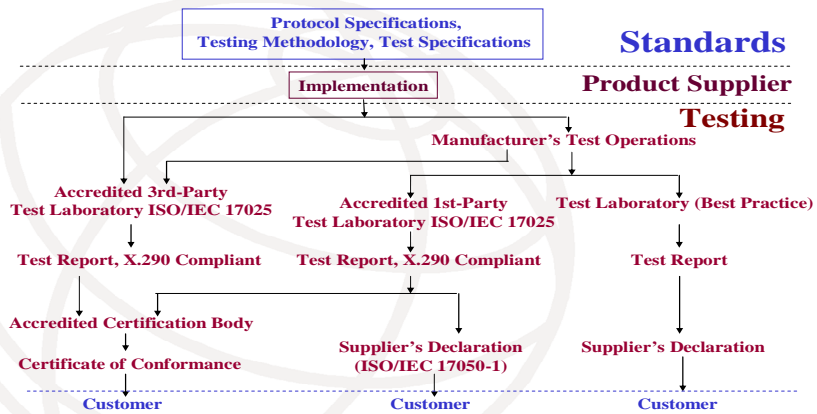 Protocol Specifications,
Testing Methodology, Test Specifications
Standards
Implementation
Product Supplier
Testing
Manufacturer's Test Operations
Accredited 3rd-Party
Test Laboratory ISO/IEC 17025
Accredited 1st-Party
Test Laboratory ISO/IEC 17025
Test Laboratory (Best Practice)
Test Report, X.290 Compliant
Test Report, X.290 Compliant
Test Report
Accredited Certification Body
Certificate of Conformance
Supplier's Declaration
(ISO/IEC 17050-1)
Supplier's Declaration
Customer
Customer
Customer